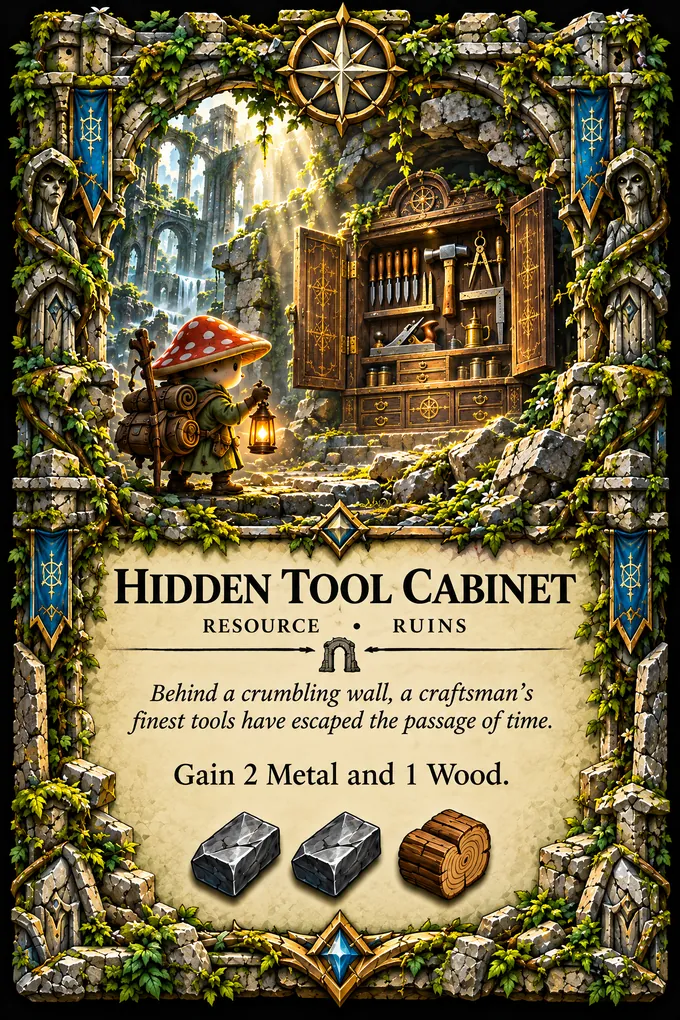 HIDDEN TOOL CABINET
RESOURCE • RUINS
Behind a crumbling wall, a craftsman’s
finest tools have escaped the passage of time.
Gain 2 Metal and 1 Wood.